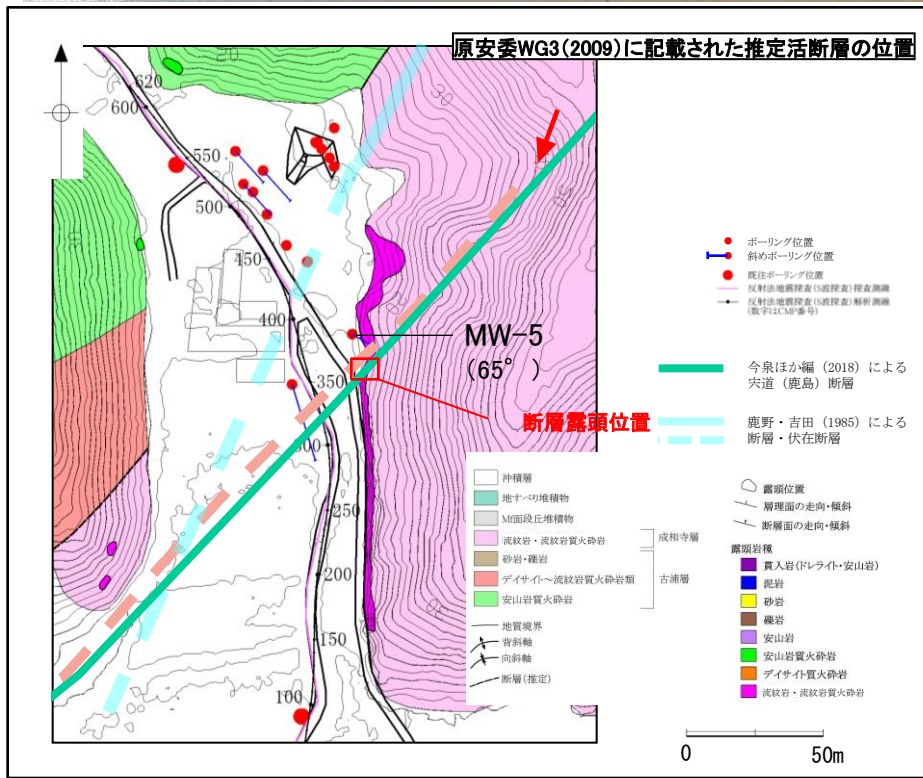 原安委WG3(2009)に記載された推定活断層の位置
620
600
550
500
450
400
350
300
250
200
150
100
MW-5
(65° )
断層露頭位置
ボーリング位置
斜めボーリング位置
既往ボーリング位置
反射法地震探査(S波探査)探査測線
反射法地震探査(S波探査)解析測線
(数字はCMP番号)
今泉ほか編 (2018) による
宍道 (鹿島) 断層
鹿野・吉田 (1985) による
断層・伏在断層
沖積層
地すべり堆積物
Mf面段丘堆積物
流紋岩・流紋岩質火砕岩
砂岩・礫岩
デイサイト～流紋岩質火砕岩類
安山岩質火砕岩
成相寺層
古浦層
地質境界
背斜軸
向斜軸
断層(推定)
露頭位置
層理面の走向・傾斜
断層面の走向・傾斜
露頭岩種
貫入岩(ドレライト・安山岩)
泥岩
砂岩
礫岩
安山岩
安山岩質火砕岩
デイサイト質火砕岩
流紋岩・流紋岩質火砕岩
0 50m